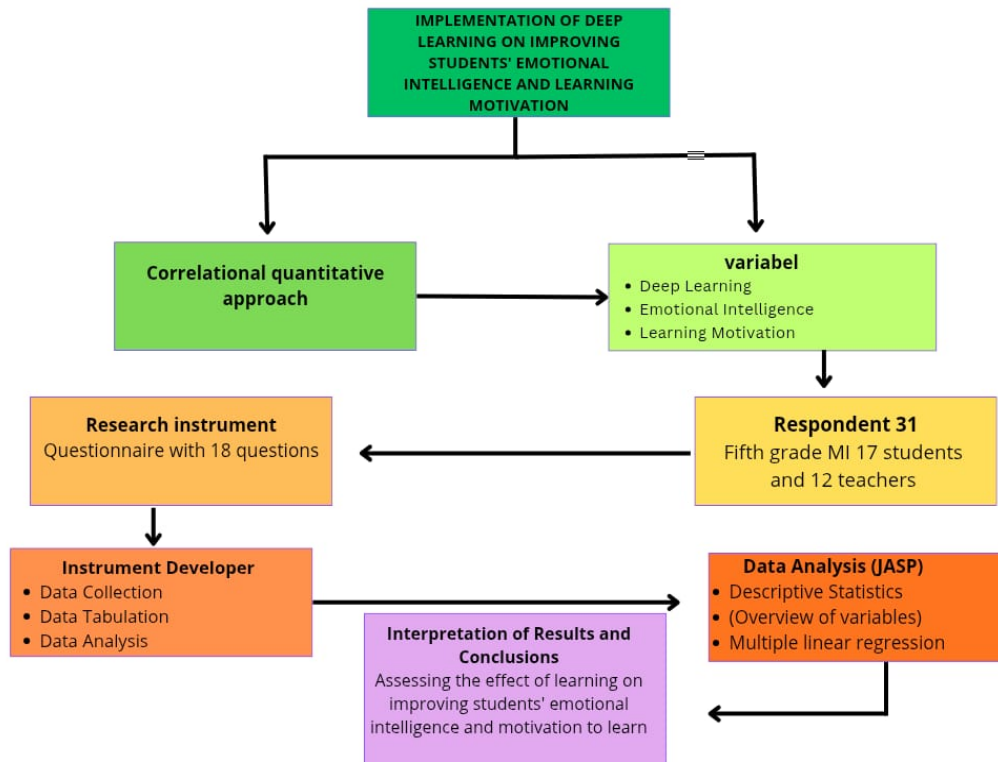 IMPLEMENTATION OF DEEP
LEARNING ON IMPROVING
STUDENTS' EMOTIONAL
INTELLIGENCE AND LEARNING
MOTIVATION
Correlational quantitative
approach
variabel
• Deep Learning
• Emotional Intelligence
• Learning Motivation
Research instrument
Questionnaire with 18 questions
Respondent 31
Fifth grade MI 17 students
and 12 teachers
Instrument Developer
• Data Collection
• Data Tabulation
• Data Analysis
Data Analysis (JASP)
• Descriptive Statistics
• (Overview of variables)
• Multiple linear regression
Interpretation of Results and
Conclusions
Assessing the effect of learning on
improving students' emotional
intelligence and motivation to learn